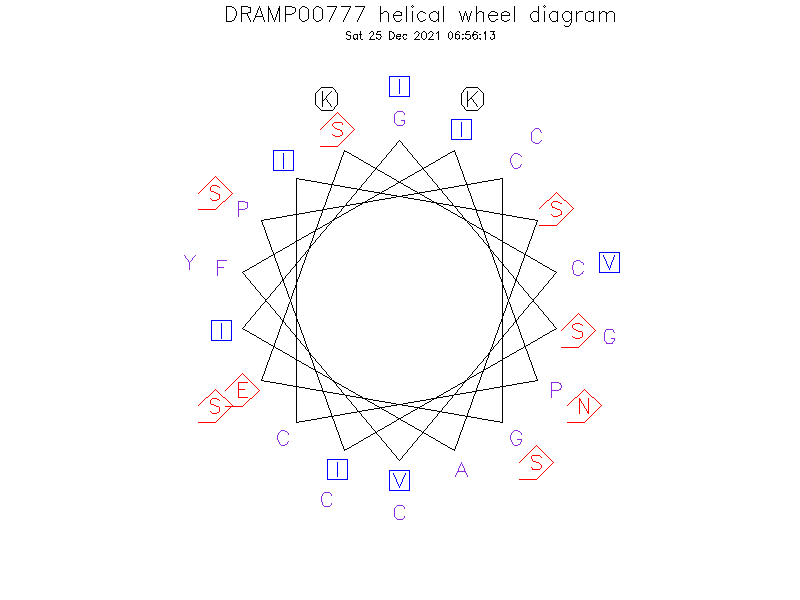 DRAMP00777 helical wheel diagram
Sat 25 Dec 2021 06:56:13
I
K K
G
S I C
I C
S P S
Y F C V
I S G
E P
S N
C G
I V A S
C C